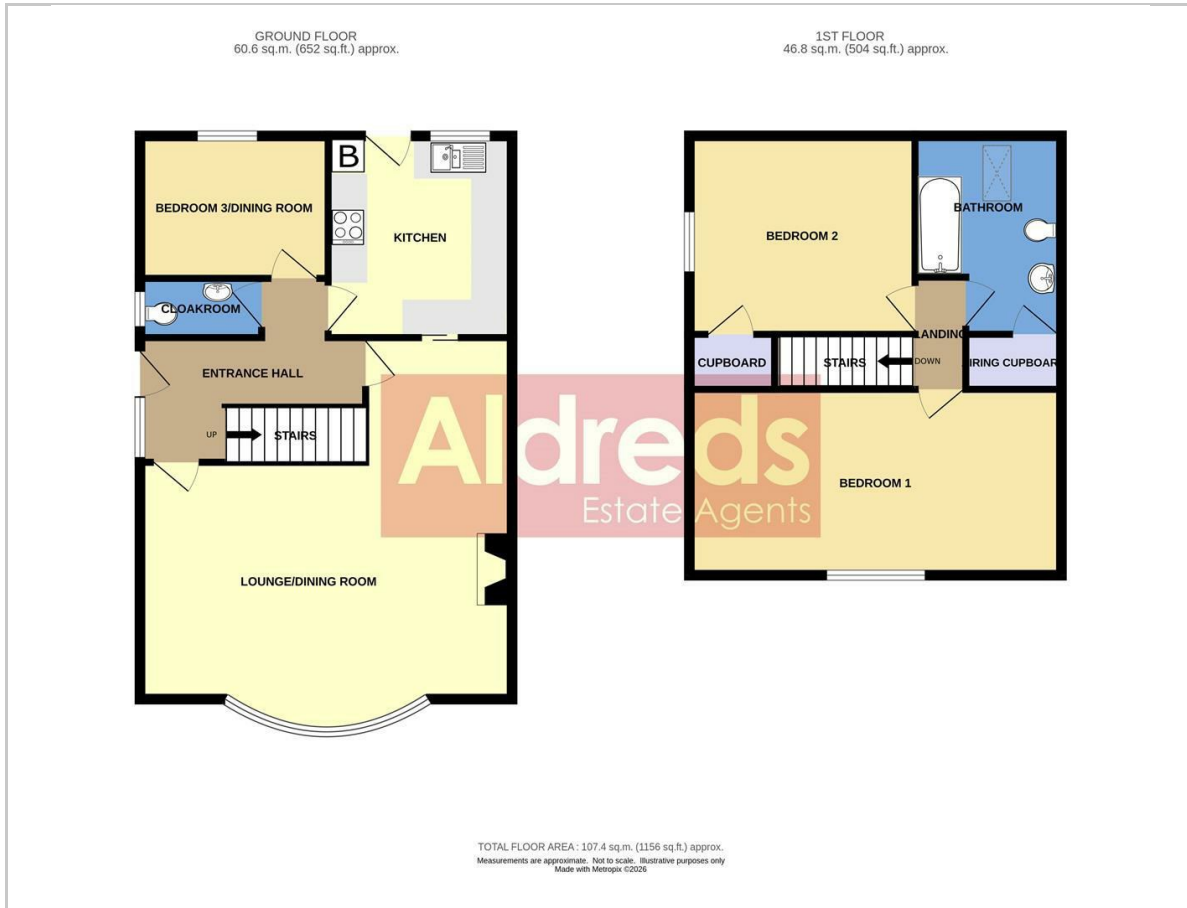 GROUND FLOOR
60.6 sq.m. (652 sq.ft.) approx.
1ST FLOOR
46.8 sq.m. (504 sq.ft.) approx.
B
BEDROOM 3/DINING ROOM
KITCHEN
CLOAKROOM
ENTRANCE HALL
UP
STAIRS
LOUNGE/DINING ROOM
BEDROOM 2
BATHROOM
LANDING
CUPBOARD
STAIRS
DOWN
IRING CUPBOAR
BEDROOM 1
Aldreds
Estate Agents
TOTAL FLOOR AREA : 107.4 sq.m. (1156 sq.ft.) approx.
Measurements are approximate. Not to scale. Illustrative purposes only
Made with Metropix ©2026